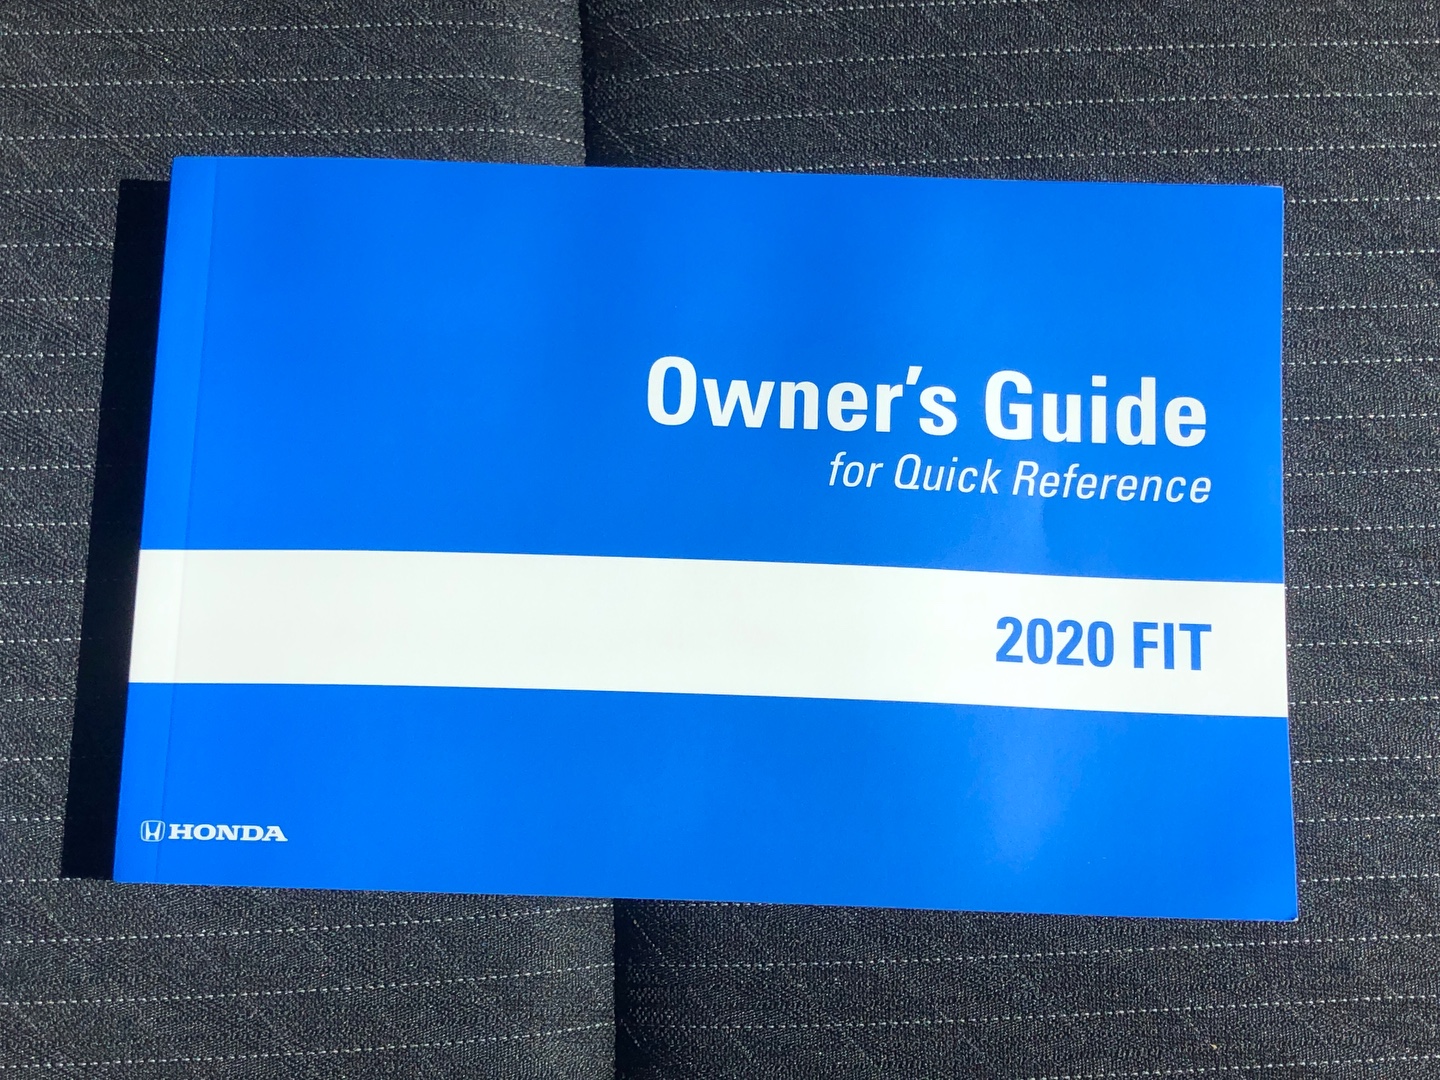 Owner's Guide
for Quick Reference
2020 FIT
HONDA